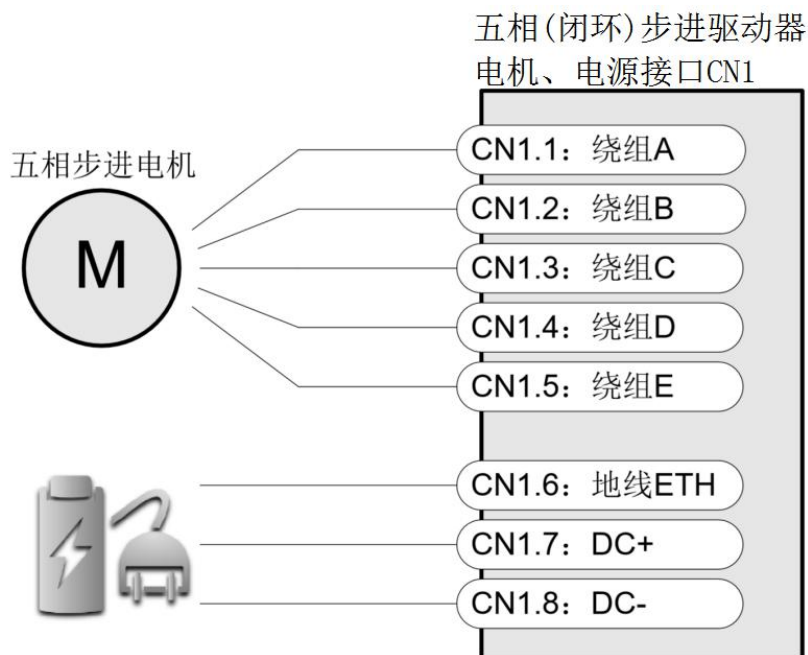 五相(闭环)步进驱动器
电机、电源接口CN1
五相步进电机
M
CN1.1：绕组A
CN1.2：绕组B
CN1.3：绕组C
CN1.4：绕组D
CN1.5：绕组E
CN1.6：地线ETH
CN1.7：DC+
CN1.8：DC-